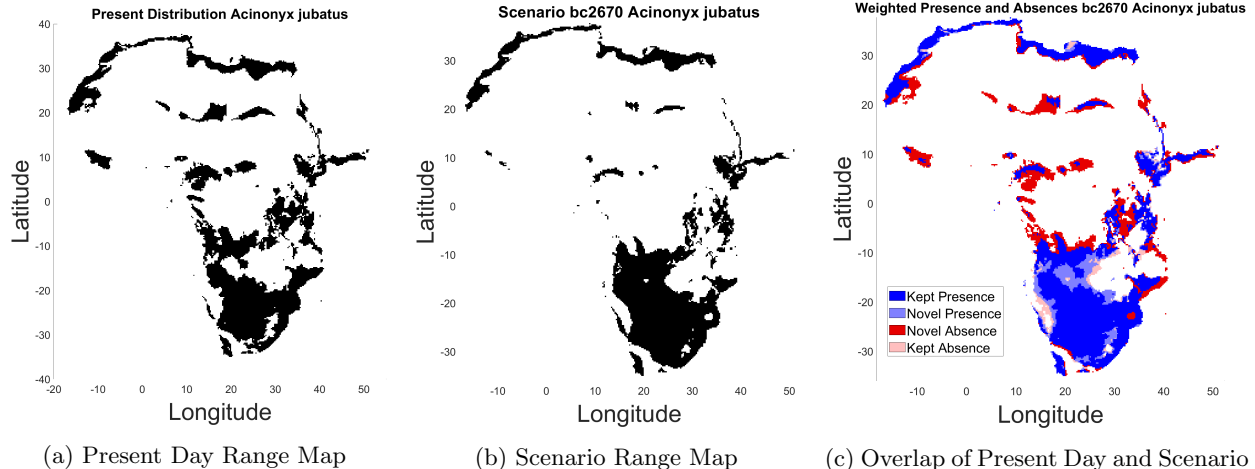 Present Distribution Acinonyx jubatus
40
30
20
10
0
-10
-20
-30
-40
-20
-10
0
10
20
30
40
50
Latitude
Longitude
(a) Present Day Range Map
Scenario bc2670 Acinonyx jubatus
30
20
10
0
-10
-20
-30
-10
0
10
20
30
40
50
Latitude
Longitude
(b) Scenario Range Map
Weighted Presence and Absences bc2670 Acinonyx jubatus
30
20
10
0
-10
-20
-30
-10
0
10
20
30
40
50
Latitude
Longitude
Kept Presence
Novel Presence
Novel Absence
Kept Absence
(c) Overlap of Present Day and Scenario